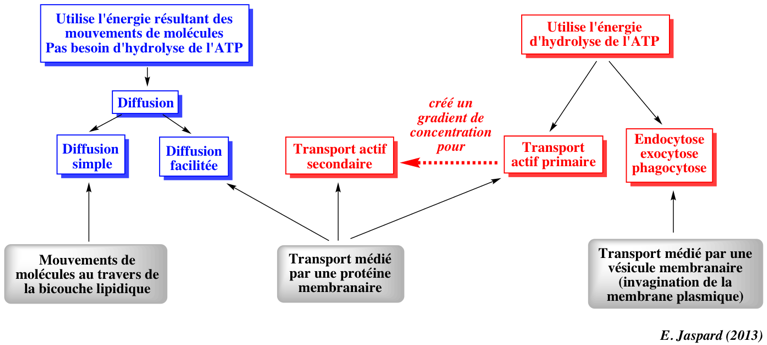 Utilise l'énergie résultant des
mouvements de molécules
Pas besoin d'hydrolyse de l'ATP
Utilise l'énergie
d'hydrolyse de l'ATP
Diffusion
créé un
gradient de
concentration
pour
Diffusion
simple
Diffusion
facilitée
Transport actif
secondaire
Transport
actif primaire
Endocytose
exocytose
phagocytose
Mouvements de
molécules au travers de
la bicouche lipidique
Transport médié
par une protéine
membranaire
Transport médié par une
vésicule membranaire
(invagination de la
membrane plasmique)
E. Jaspard (2013)